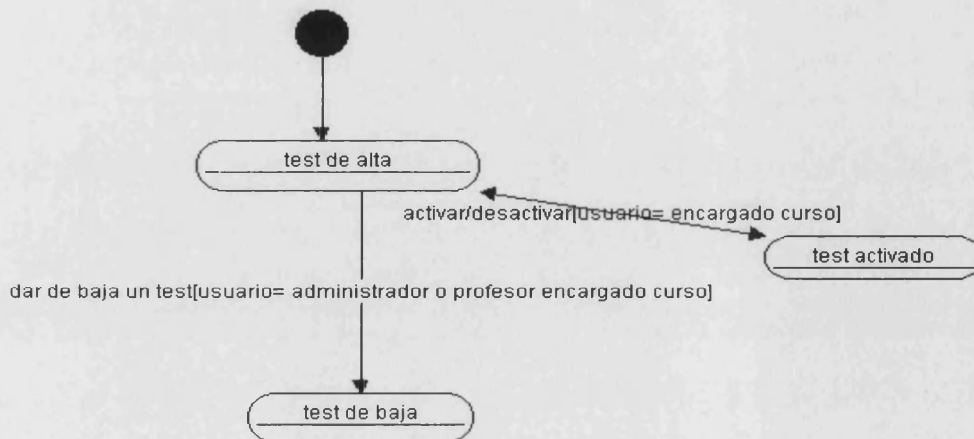 test de alta
activar/desactivar[usuario= encargado curso]
test activado
dar de baja un test[usuario= administrador o profesor encargado curso]
test de baja